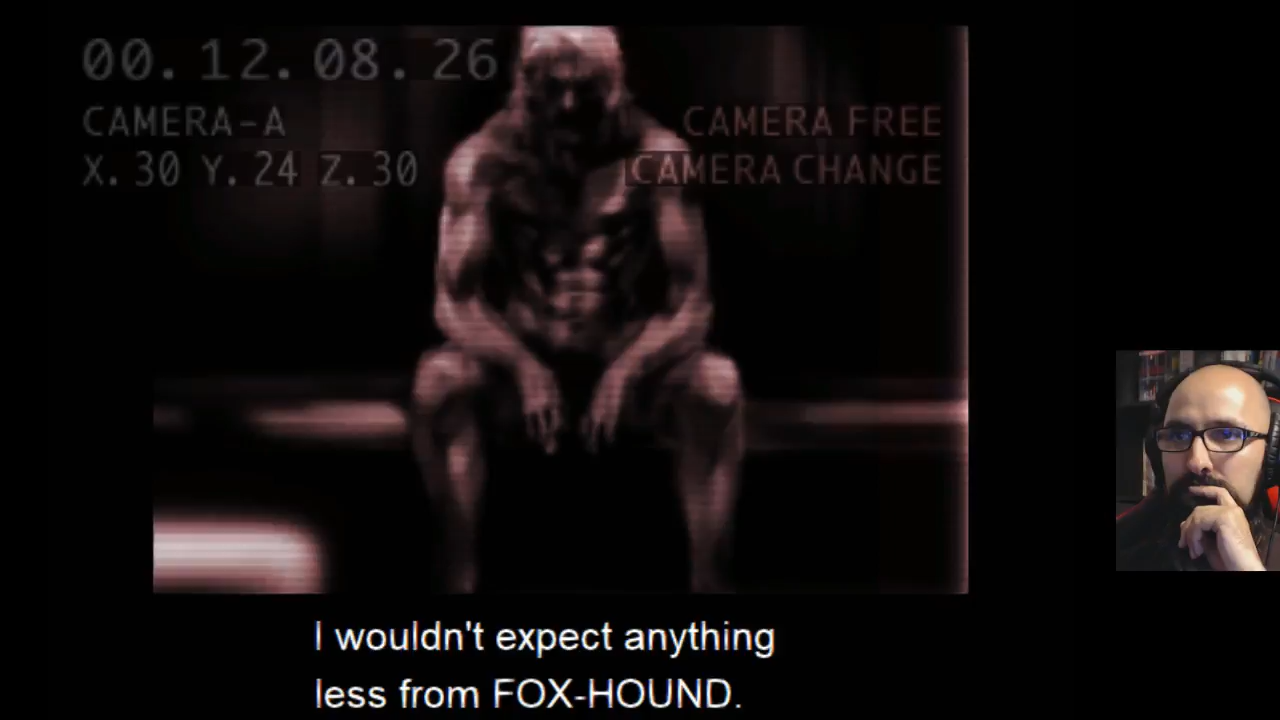 00.12.08.26
CAMERA-A
X.30 Y.24 Z.30
CAMERA FREE
CAMERA CHANGE
I wouldn't expect anything
less from FOX-HOUND.